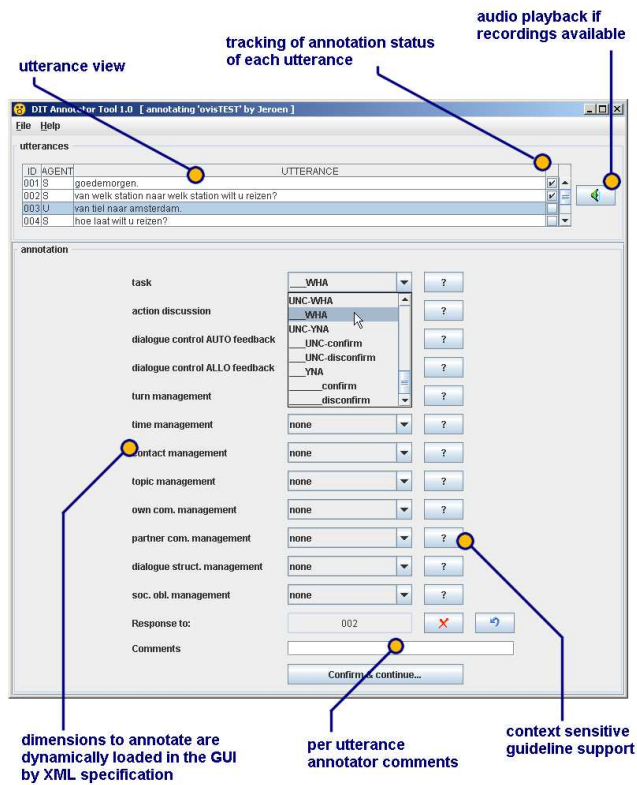 audio playback if
recordings available
tracking of annotation status
of each utterance
utterance view
DIT Annotator Tool 1.0 [ annotating 'ovisTEST' by Jeroen ]
File Help
utterances
ID AGENT UTTERANCE
001 S goedemorgen.
002 S van welk station naar welk station wilt u reizen?
003 U van tiel naar amsterdam.
004 S hoe laat wilt u reizen?
annotation
task ___WHA ?
UNC-WHA
action discussion ___WHA ?
UNC-YNA
dialogue control AUTO feedback ___UNC-confirm ?
___UNC-disconfirm
dialogue control ALLO feedback ___YNA ?
______confirm
turn management ______disconfirm ?
time management none ?
contact management none ?
topic management none ?
own com. management none ?
partner com. management none ?
dialogue struct. management none ?
soc. obl. management none ?
Response to: 002
Comments
Confirm & continue...
dimensions to annotate are
dynamically loaded in the GUI
by XML specification
per utterance
annotator comments
context sensitive
guideline support